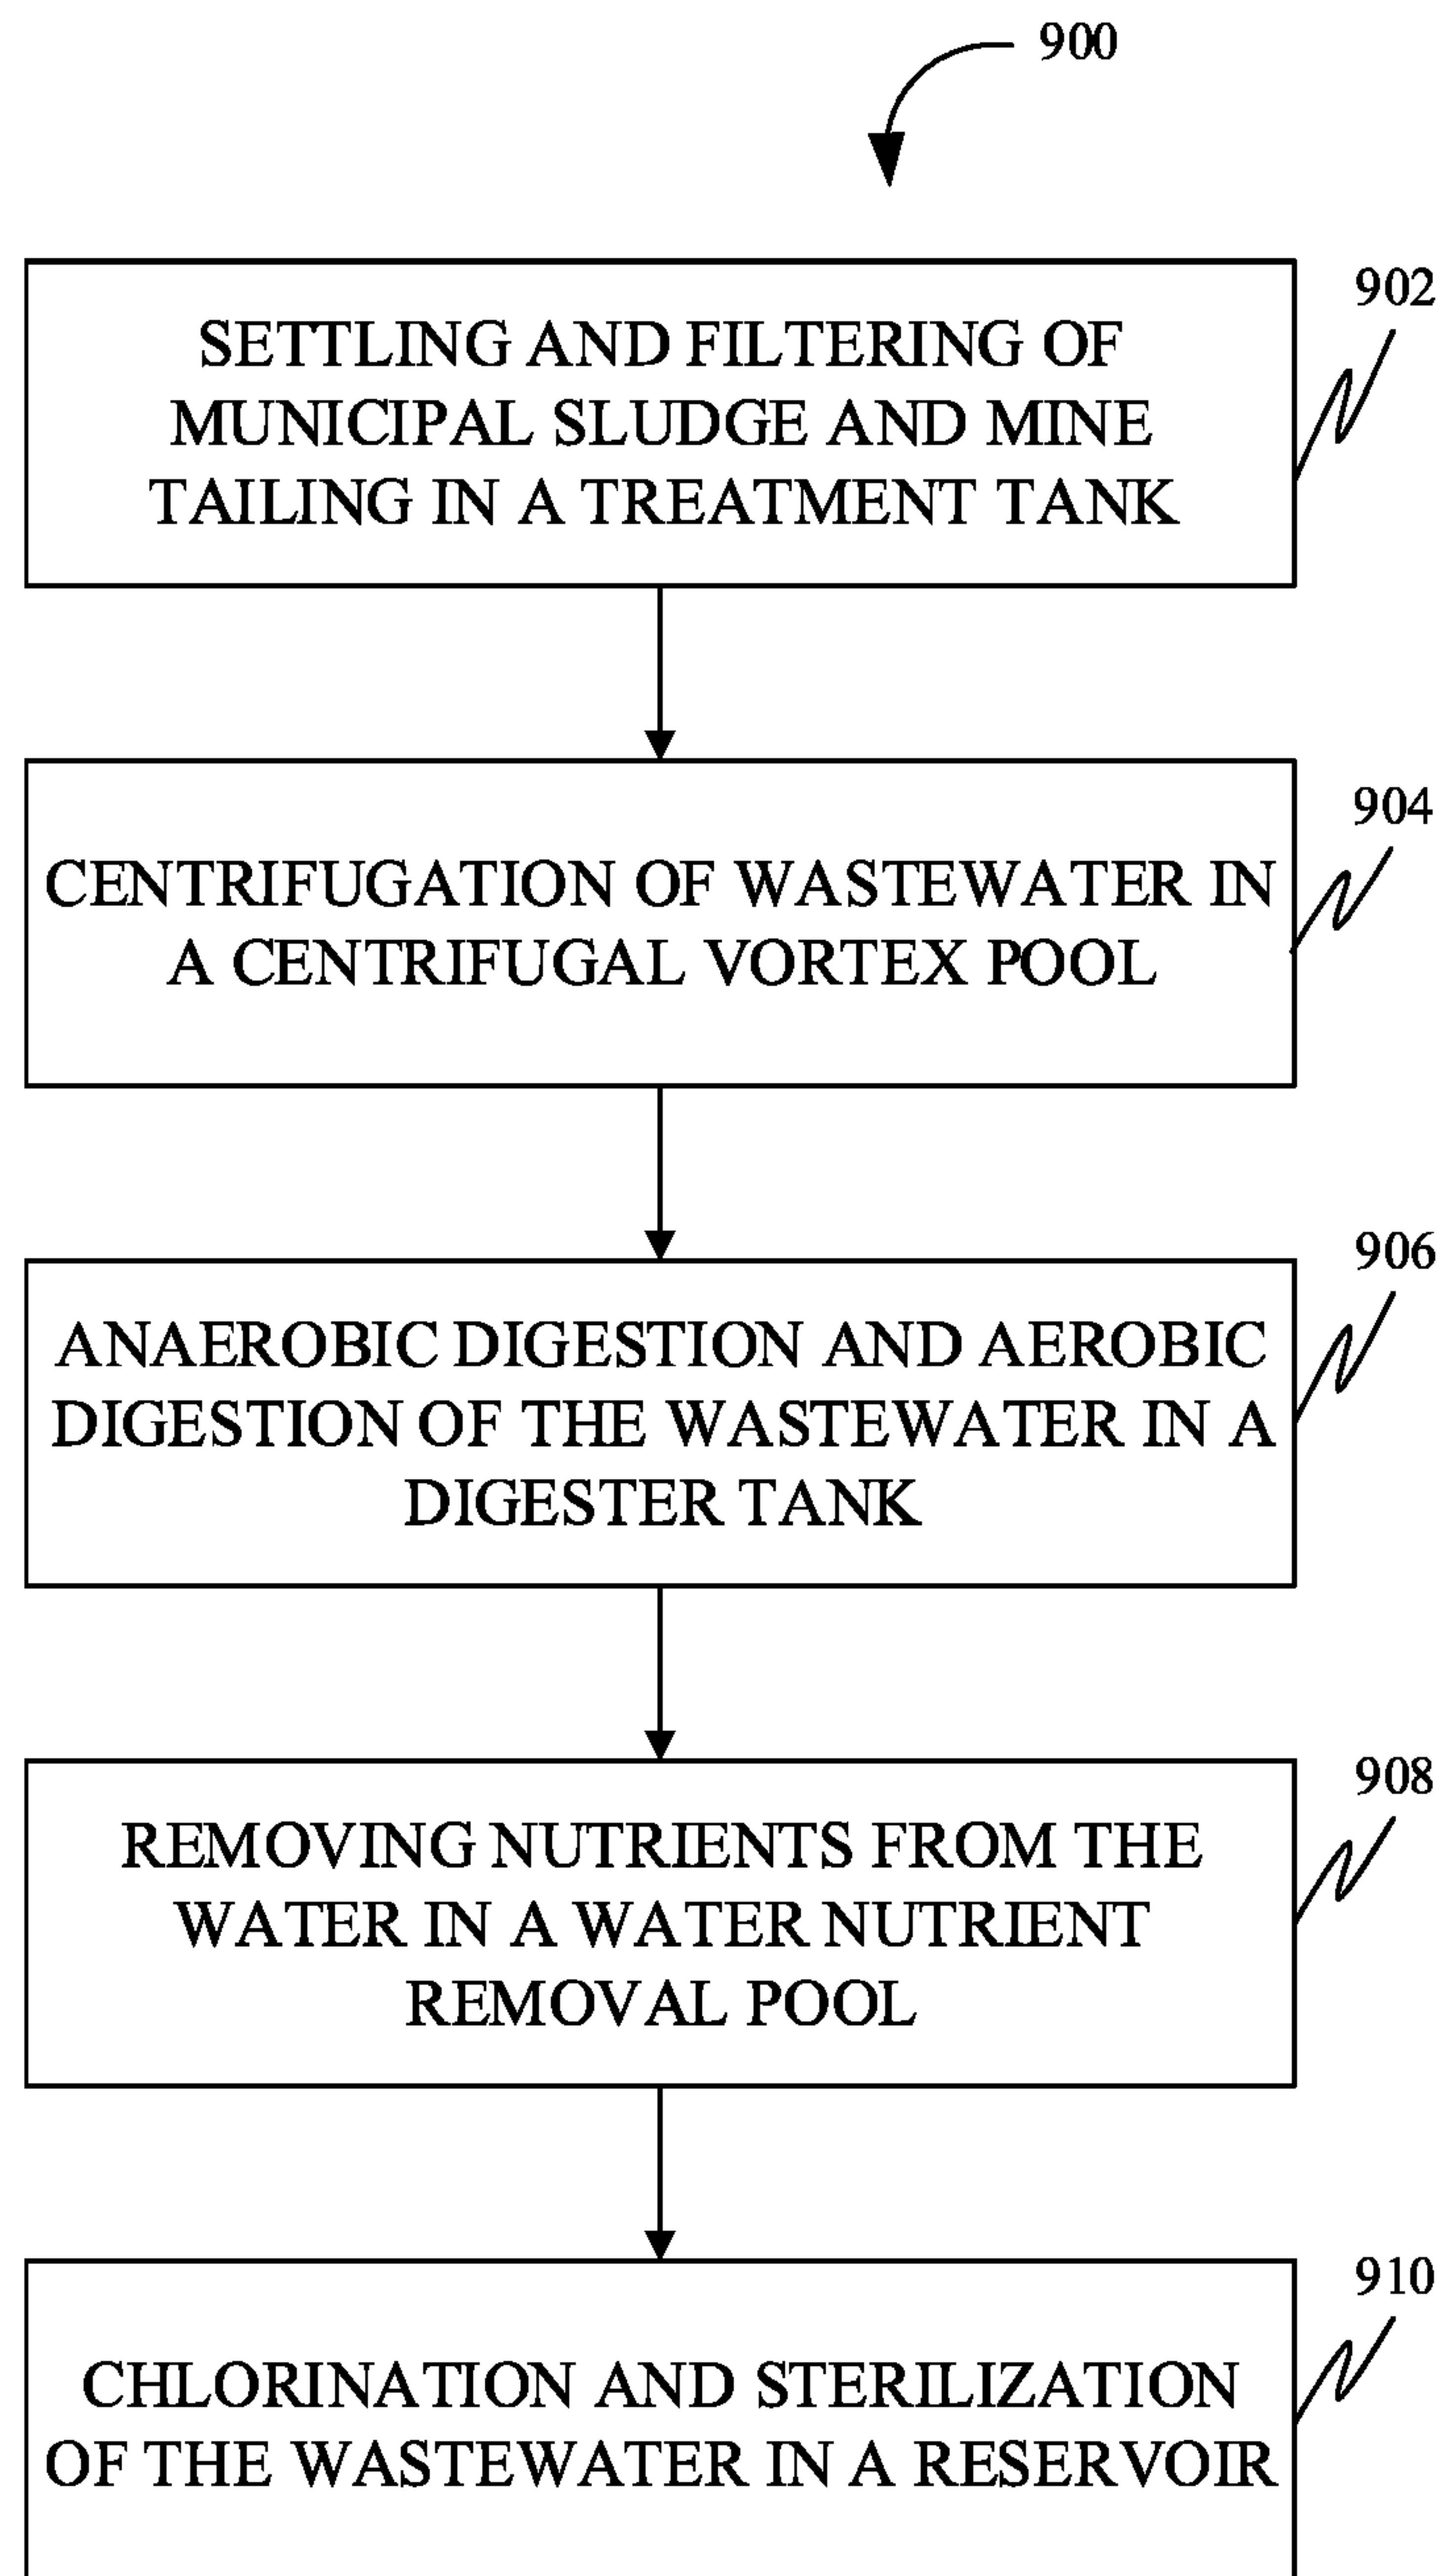 900
902
SETTLING AND FILTERING OF
MUNICIPAL SLUDGE AND MINE
TAILING IN A TREATMENT TANK
904
CENTRIFUGATION OF WASTEWATER IN
A CENTRIFUGAL VORTEX POOL
906
ANAEROBIC DIGESTION AND AEROBIC
DIGESTION OF THE WASTEWATER IN A
DIGESTER TANK
908
REMOVING NUTRIENTS FROM THE
WATER IN A WATER NUTRIENT
REMOVAL POOL
910
CHLORINATION AND STERILIZATION
OF THE WASTEWATER IN A RESERVOIR